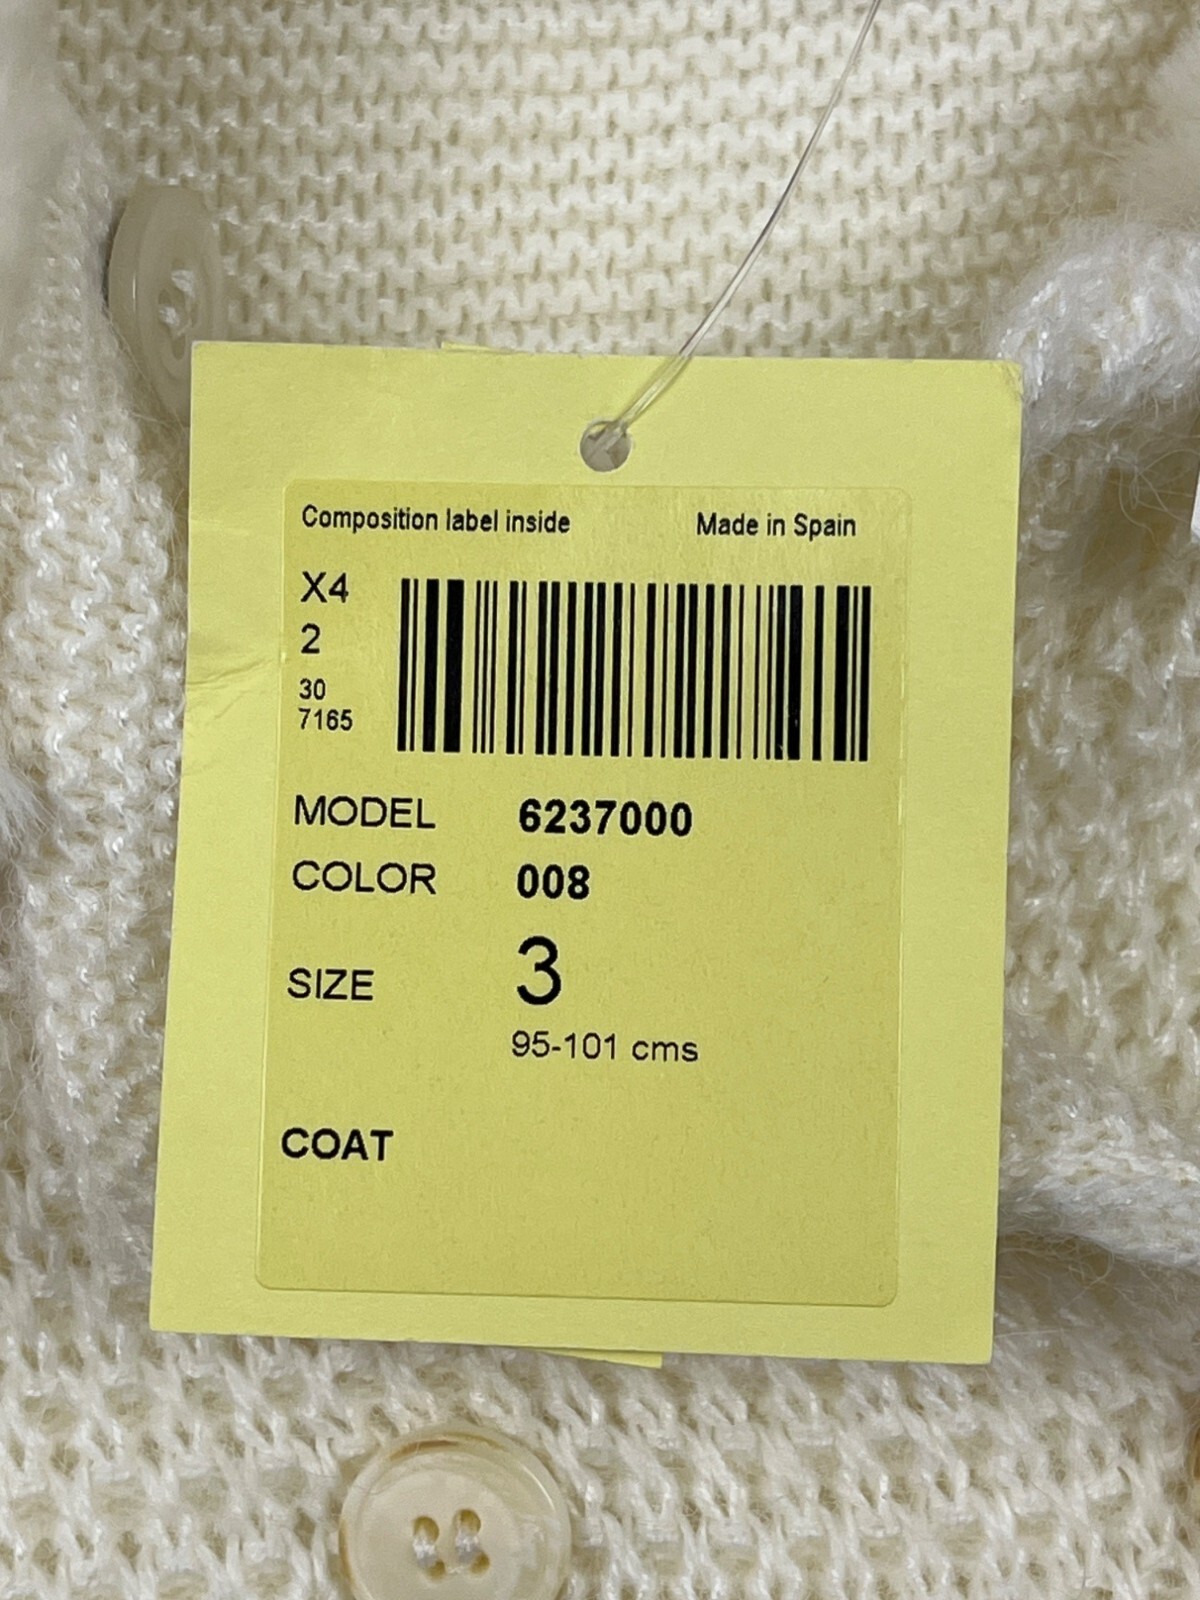 Composition label inside Made in Spain
X4
2
30
7165
MODEL 6237000
COLOR 008
SIZE 3
95-101 cms
COAT